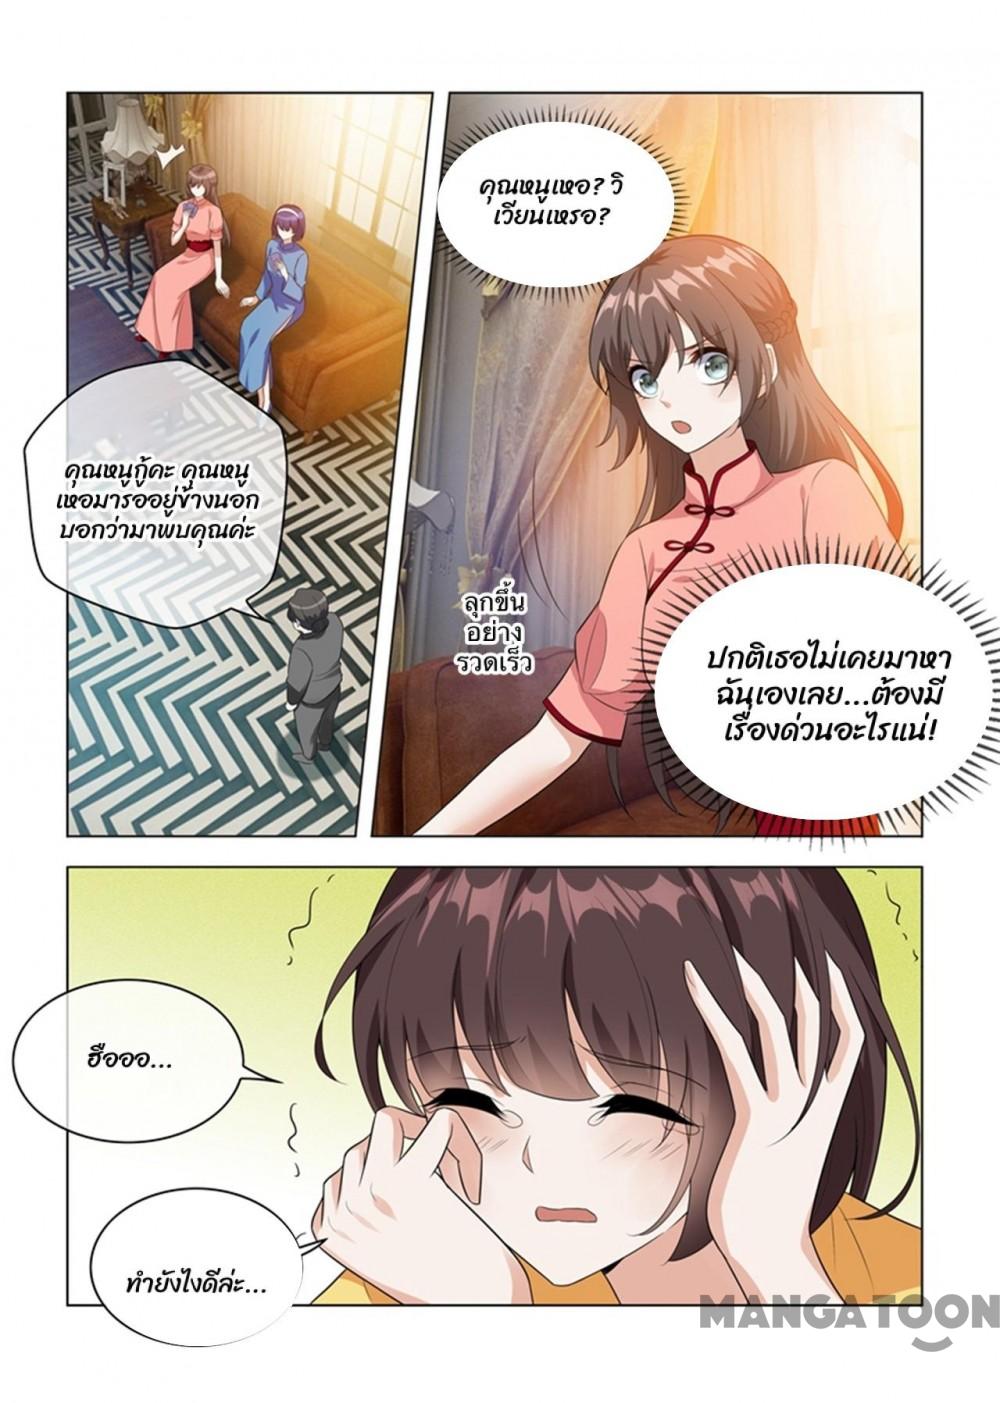 คุณหนูกู้คะ คุณหนู
เหอมารออยู่ข้างนอก
บอกว่ามาพบคุณค่ะ
คุณหนูเหอ? วิ
เวียนเหรอ?
ลุกขึ้น
อย่าง
รวดเร็ว
ปกติเธอไม่เคยมาหา
ฉันเองเลย...ต้องมี
เรื่องด่วนอะไรแน่!
ฮือออ...
ทำยังไงดีล่ะ...
MANGATOON